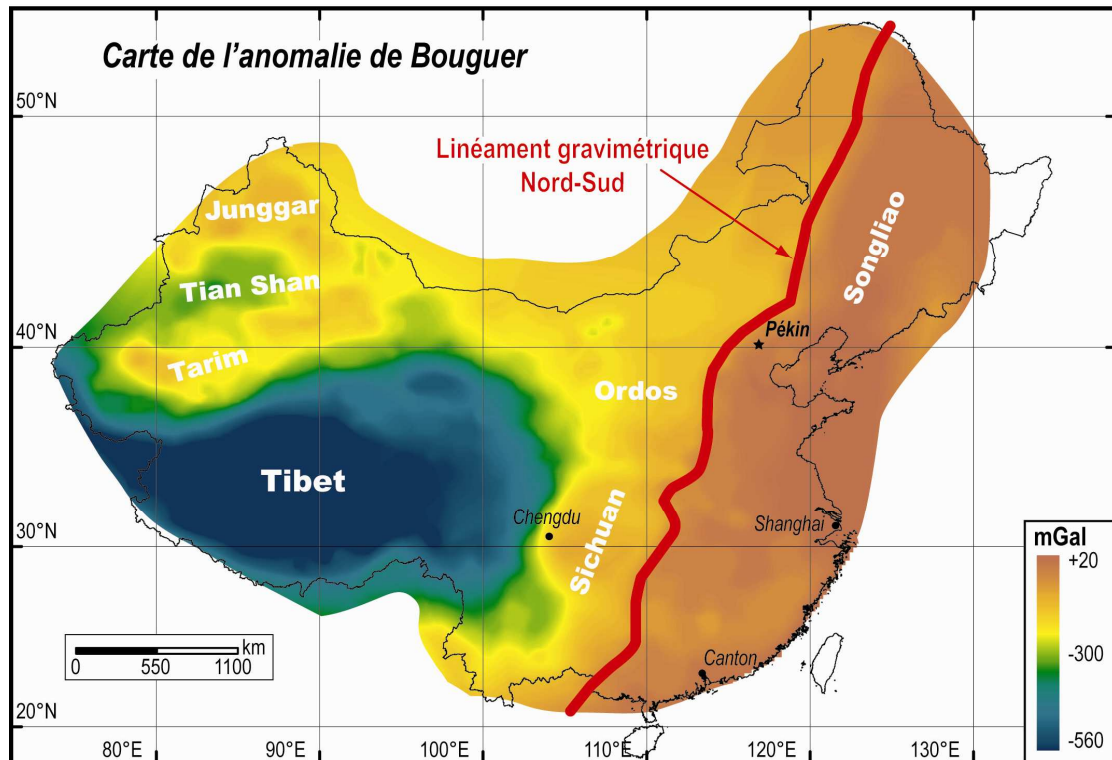 Carte de l'anomalie de Bouguer
50°N
Linéament gravimétrique
Nord-Sud
Junggar
Songliao
Tian Shan
Pékin
40°N
Tarim
Ordos
Tibet
Chengdu
Sichuan
Shanghai
30°N
mGal
+20
-300
-560
km
0
550
1100
Canton
20°N
80°E
90°E
100°E
110°E
120°E
130°E